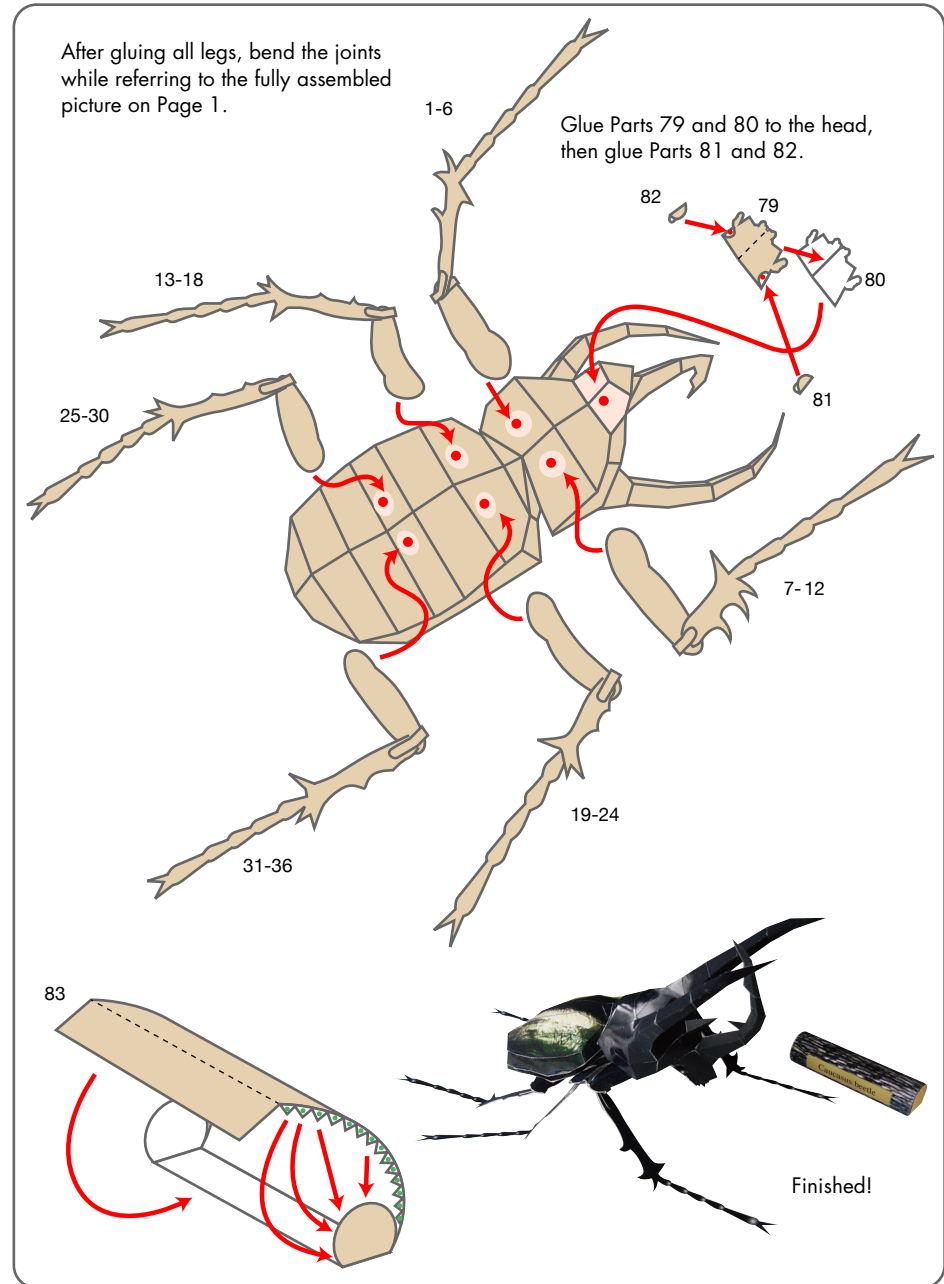 After gluing all legs, bend the joints
while referring to the fully assembled
picture on Page 1.
1-6
Glue Parts 79 and 80 to the head,
then glue Parts 81 and 82.
82
79
80
81
13-18
25-30
7-12
19-24
31-36
83
Caucasus beetle
Finished!